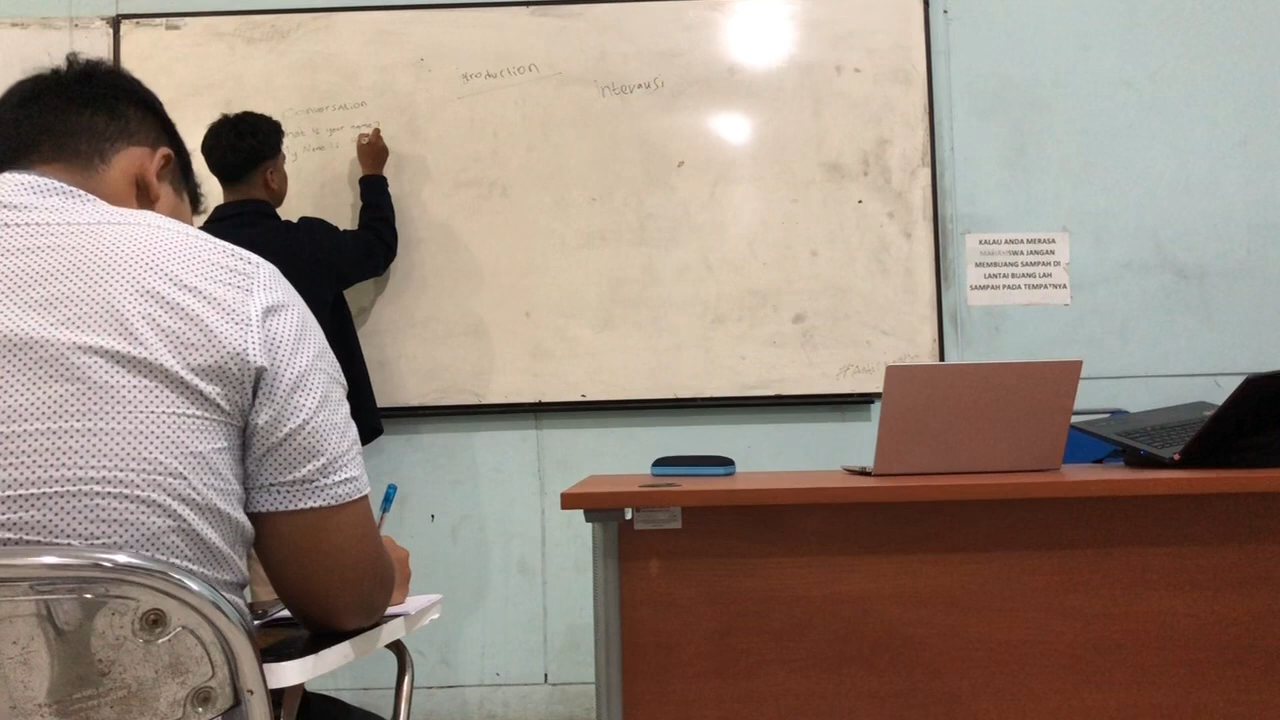 Conversation
What is your name?
My Name is
Production
intevausi
KALAU ANDA MERASA
MAHASISWA JANGAN
MEMBUANG SAMPAH DI
LANTAI BUANG LAH
SAMPAH PADA TEMPATNYA